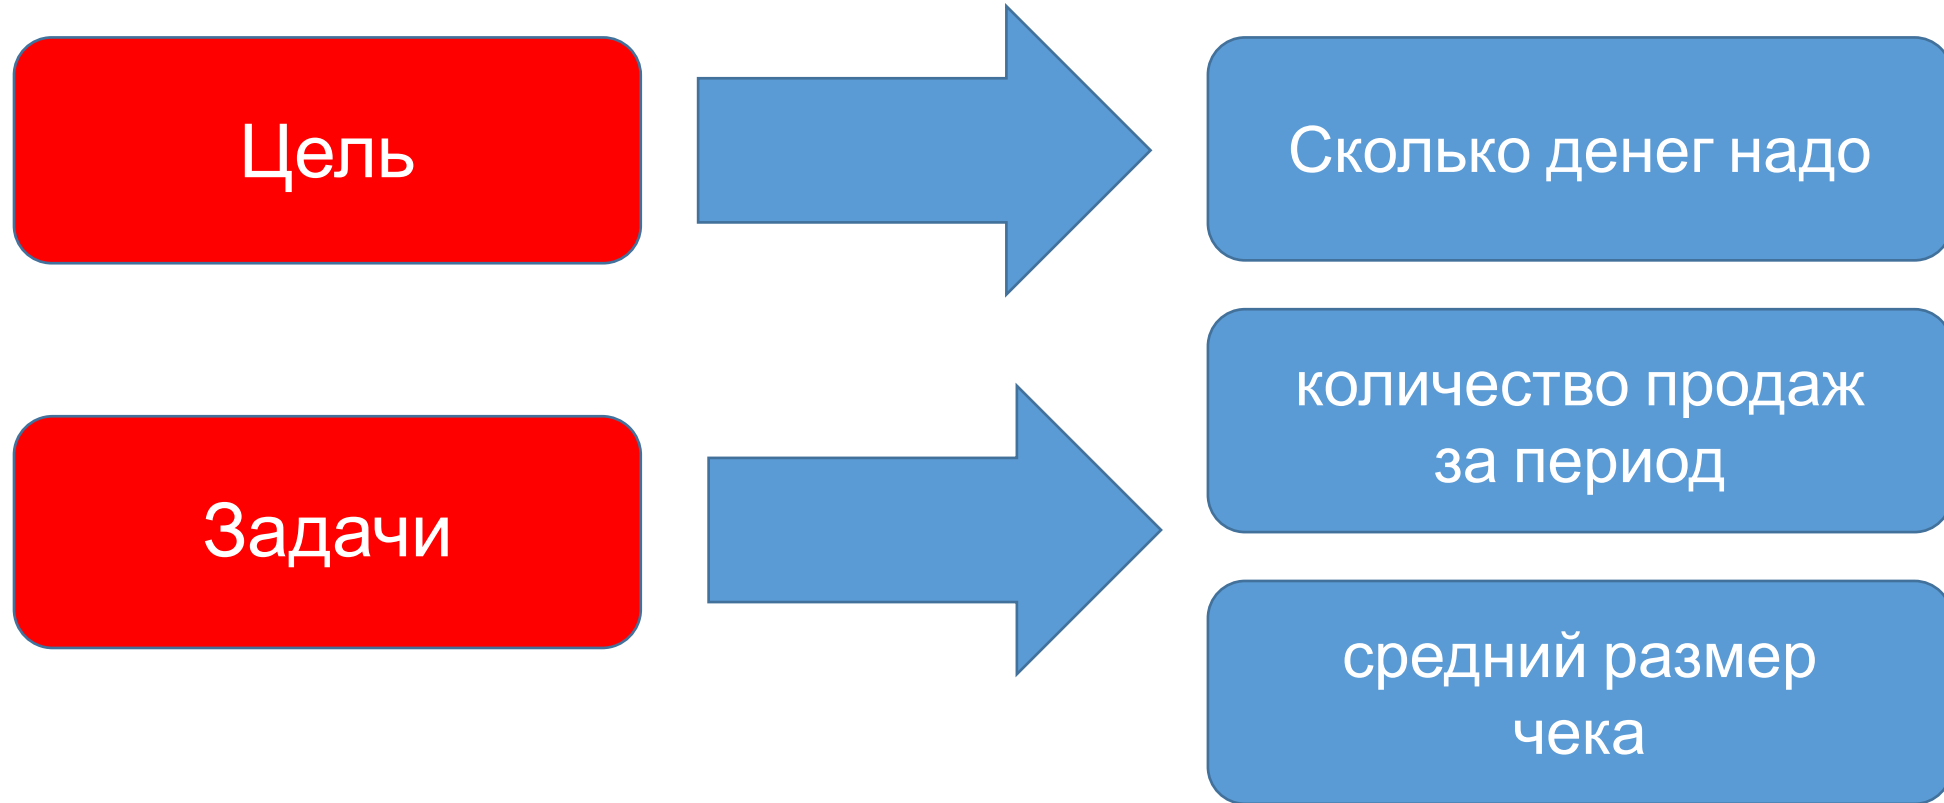 Цель
Сколько денег надо
Задачи
количество продаж
за период
средний размер
чека